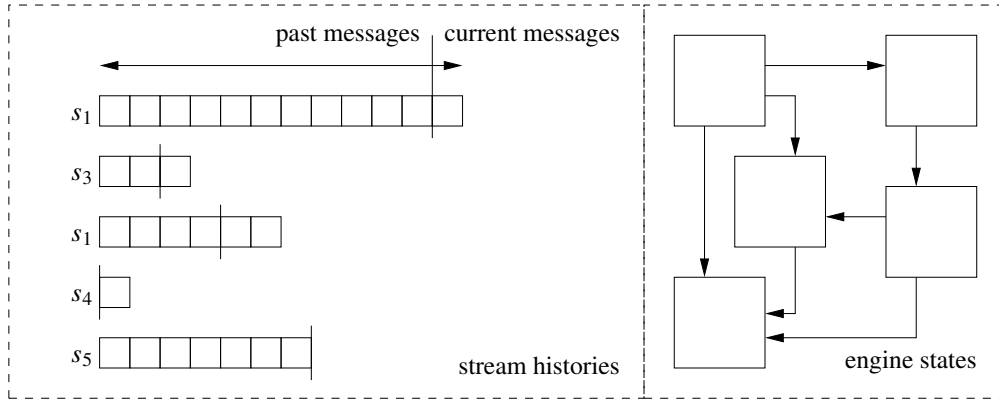 past messages current messages
s1
s3
s1
s4
s5
stream histories
engine states